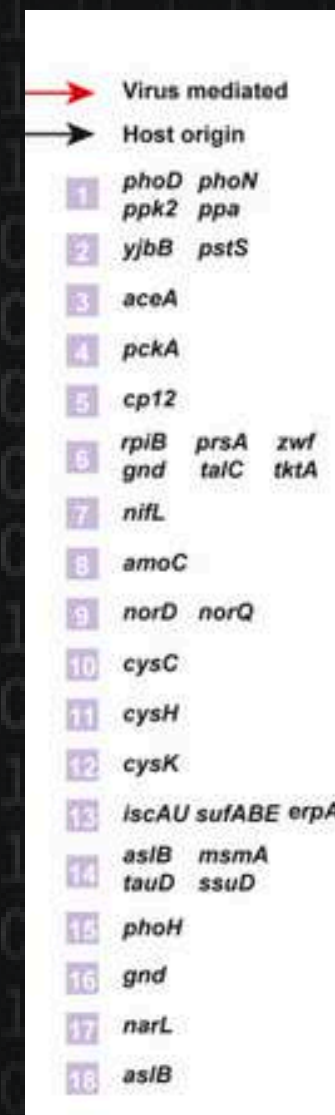 Virus mediated
Host origin
1 phoD phoN
ppk2 ppa
2 yjbB pstS
3 aceA
4 pckA
5 cp12
6 rpiB prsA zwf
gnd talC tktA
7 nifL
8 amoC
9 norD norQ
10 cysC
11 cysH
12 cysK
13 iscAU sufABE erpA
14 aslB msmA
tauD ssuD
15 phoH
16 gnd
17 narL
18 aslB